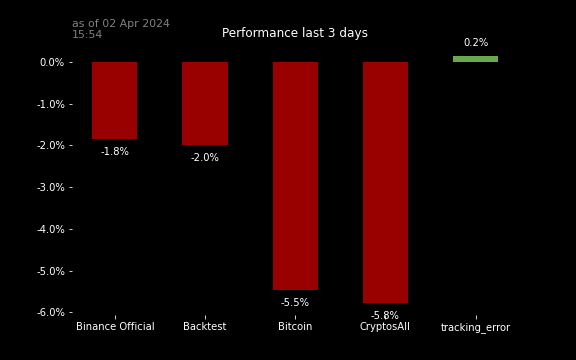 as of 02 Apr 2024
15:54
Performance last 3 days
0.2%
0.0%
-1.0%
-2.0%
-3.0%
-4.0%
-5.0%
-6.0%
-1.8%
-2.0%
-5.5%
-5.8%
Binance Official
Backtest
Bitcoin
CryptosAll
tracking_error